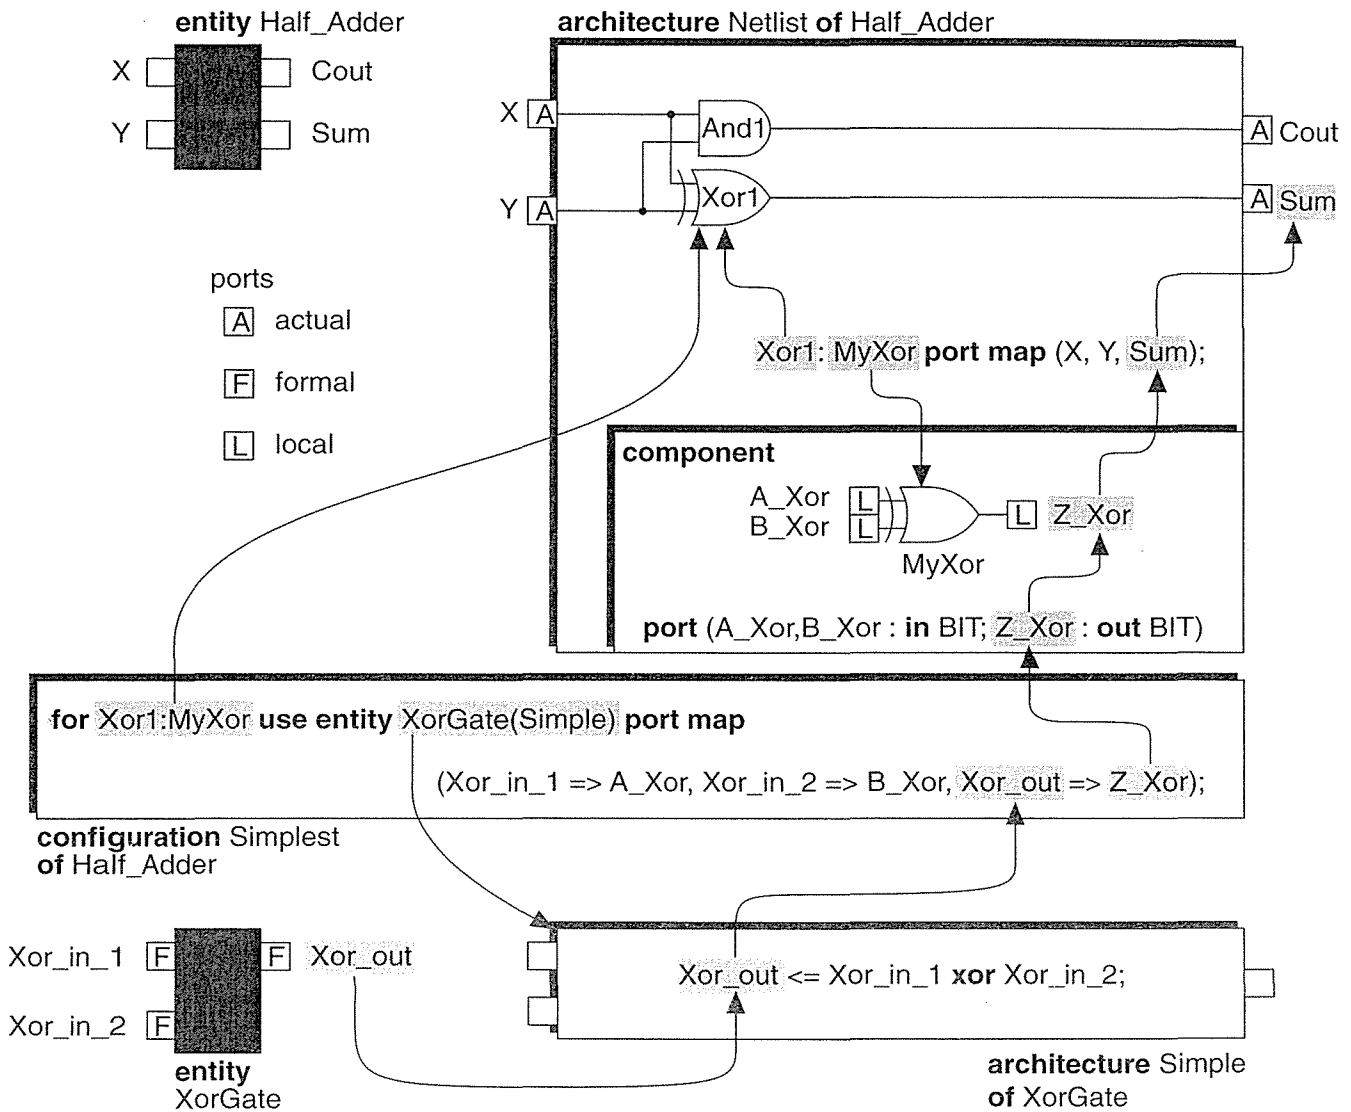 entity Half_Adder
X
Cout
Y
Sum
ports
A actual
F formal
L local
architecture Netlist of Half_Adder
X A
And1
A Cout
Y A
Xor1
A Sum
Xor1: MyXor port map (X, Y, Sum);
component
A_Xor L
B_Xor L
L Z_Xor
MyXor
port (A_Xor,B_Xor : in BIT; Z_Xor : out BIT)
for Xor1:MyXor use entity XorGate(Simple) port map
(Xor_in_1 => A_Xor, Xor_in_2 => B_Xor, Xor_out => Z_Xor);
configuration Simplest
of Half_Adder
Xor_in_1 F
F Xor_out
Xor_in_2 F
entity
XorGate
Xor_out <= Xor_in_1 xor Xor_in_2;
architecture Simple
of XorGate